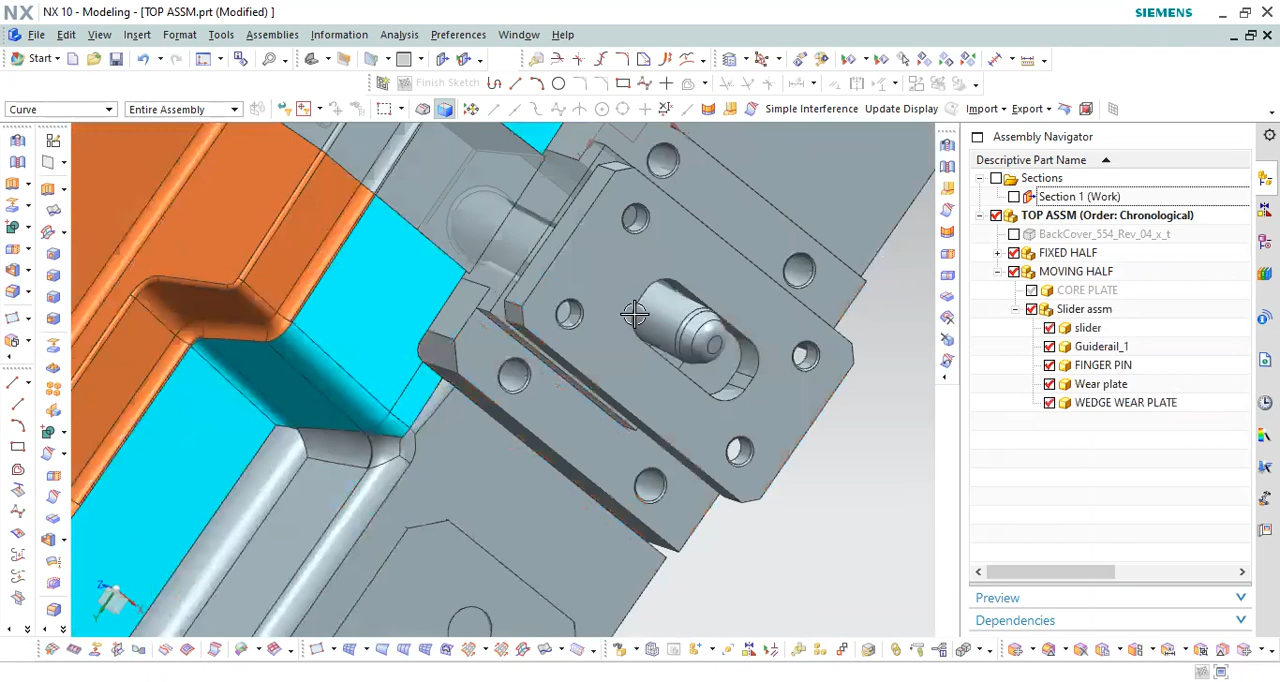 NX NX 10 - Modeling - [TOP ASSM.prt (Modified) ] SIEMENS
File Edit View Insert Format Tools Assemblies Information Analysis Preferences Window Help
Start
Finish Sketch
Curve Entire Assembly Simple Interference Update Display Import Export
Assembly Navigator
Descriptive Part Name
Sections
Section 1 (Work)
TOP ASSM (Order: Chronological)
BackCover_554_Rev_04_x_t
FIXED HALF
MOVING HALF
CORE PLATE
Slider assm
slider
Guiderail_1
FINGER PIN
Wear plate
WEDGE WEAR PLATE
Preview
Dependencies
Z
X
Y